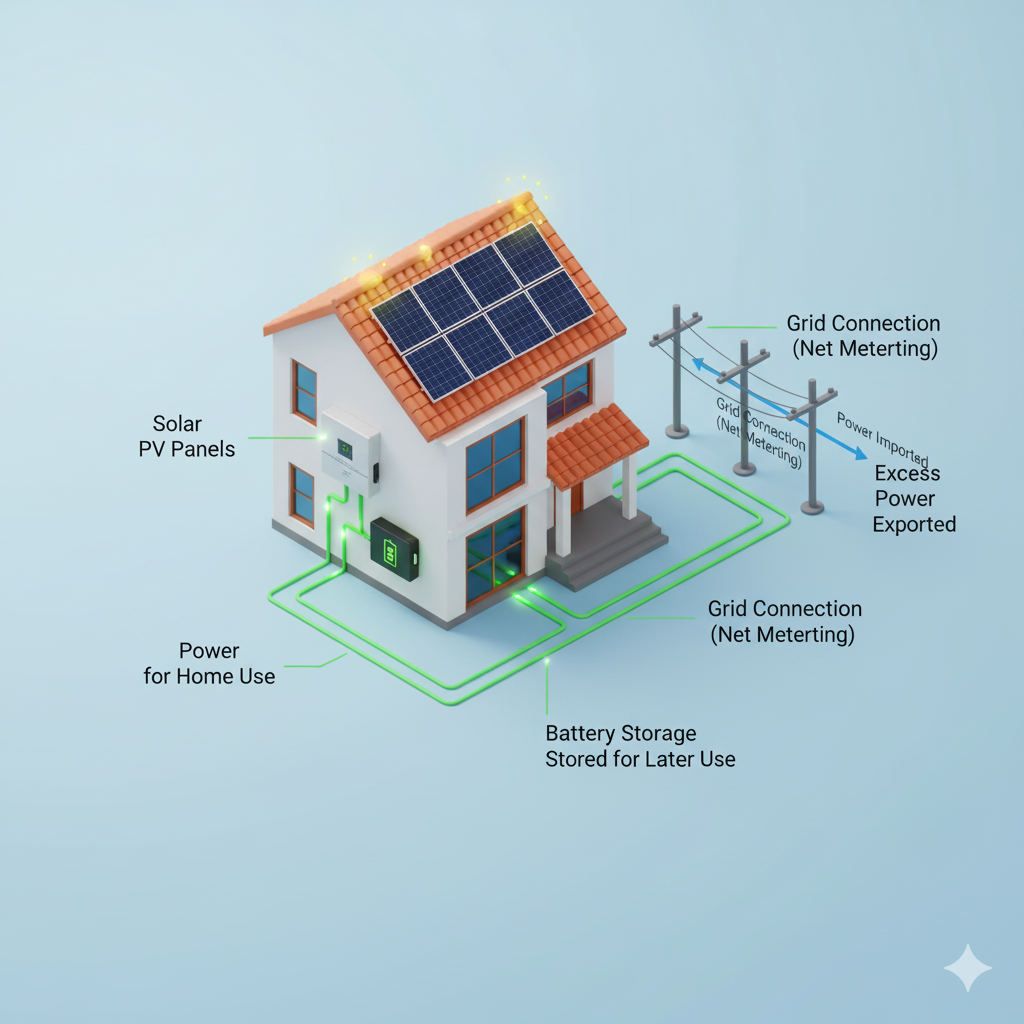 Grid Connection
(Net Meterting)
Grid Connection
(Net Meterting)
Power Imported
Solar
PV Panels
Excess
Power
Exported
Grid Connection
(Net Meterting)
Power
for Home Use
Battery Storage
Stored for Later Use